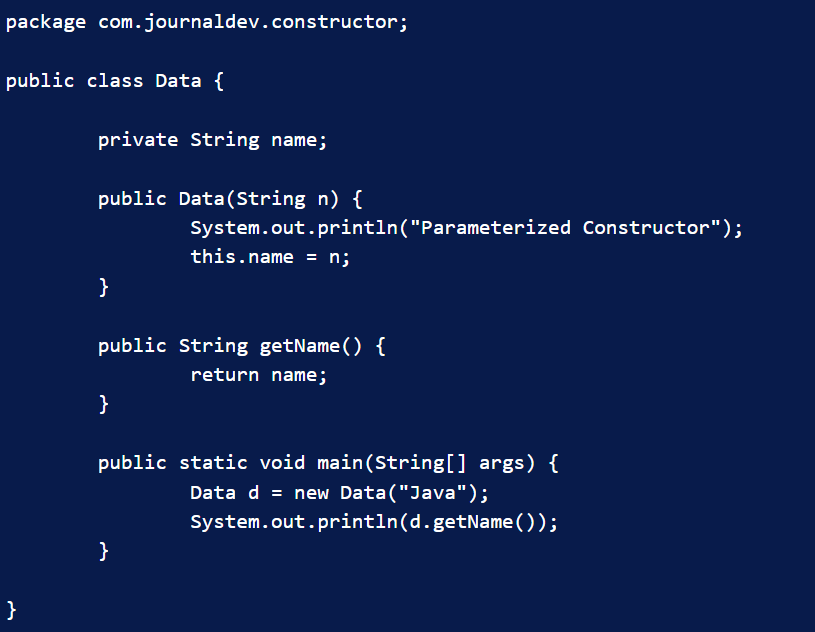 package com.journaldev.constructor;
public class Data {
private String name;
public Data(String n) {
System.out.println("Parameterized Constructor");
this.name = n;
}
public String getName() {
return name;
}
public static void main(String[] args) {
Data d = new Data("Java");
System.out.println(d.getName());
}
}